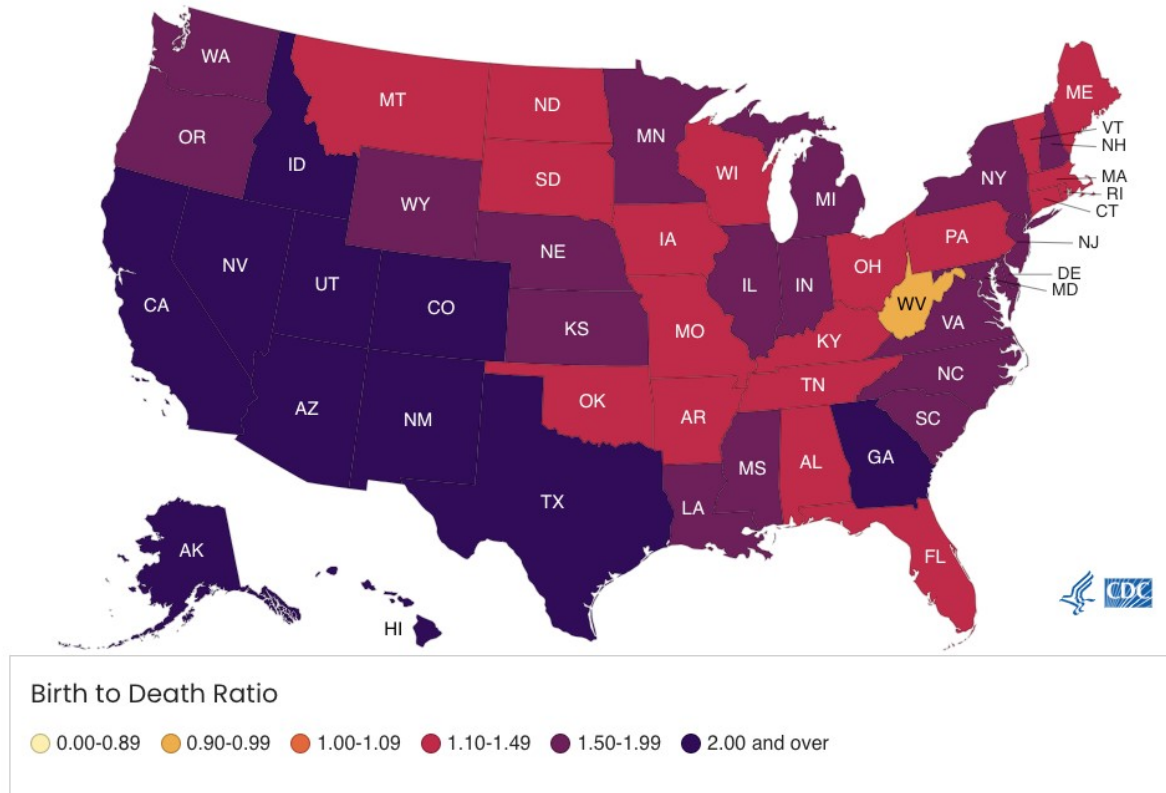 WA
MT
ND
ME
OR
ID
MN
VT
NH
SD
WI
NY
MA
WY
MI
RI
CT
IA
PA
NJ
NE
NV
OH
DE
UT
IL
IN
MD
CA
CO
WV
VA
KS
MO
KY
NC
AZ
NM
OK
TN
AR
SC
MS
AL
GA
TX
LA
AK
FL
CDC
HI
Birth to Death Ratio
0.00-0.89 0.90-0.99 1.00-1.09 1.10-1.49 1.50-1.99 2.00 and over